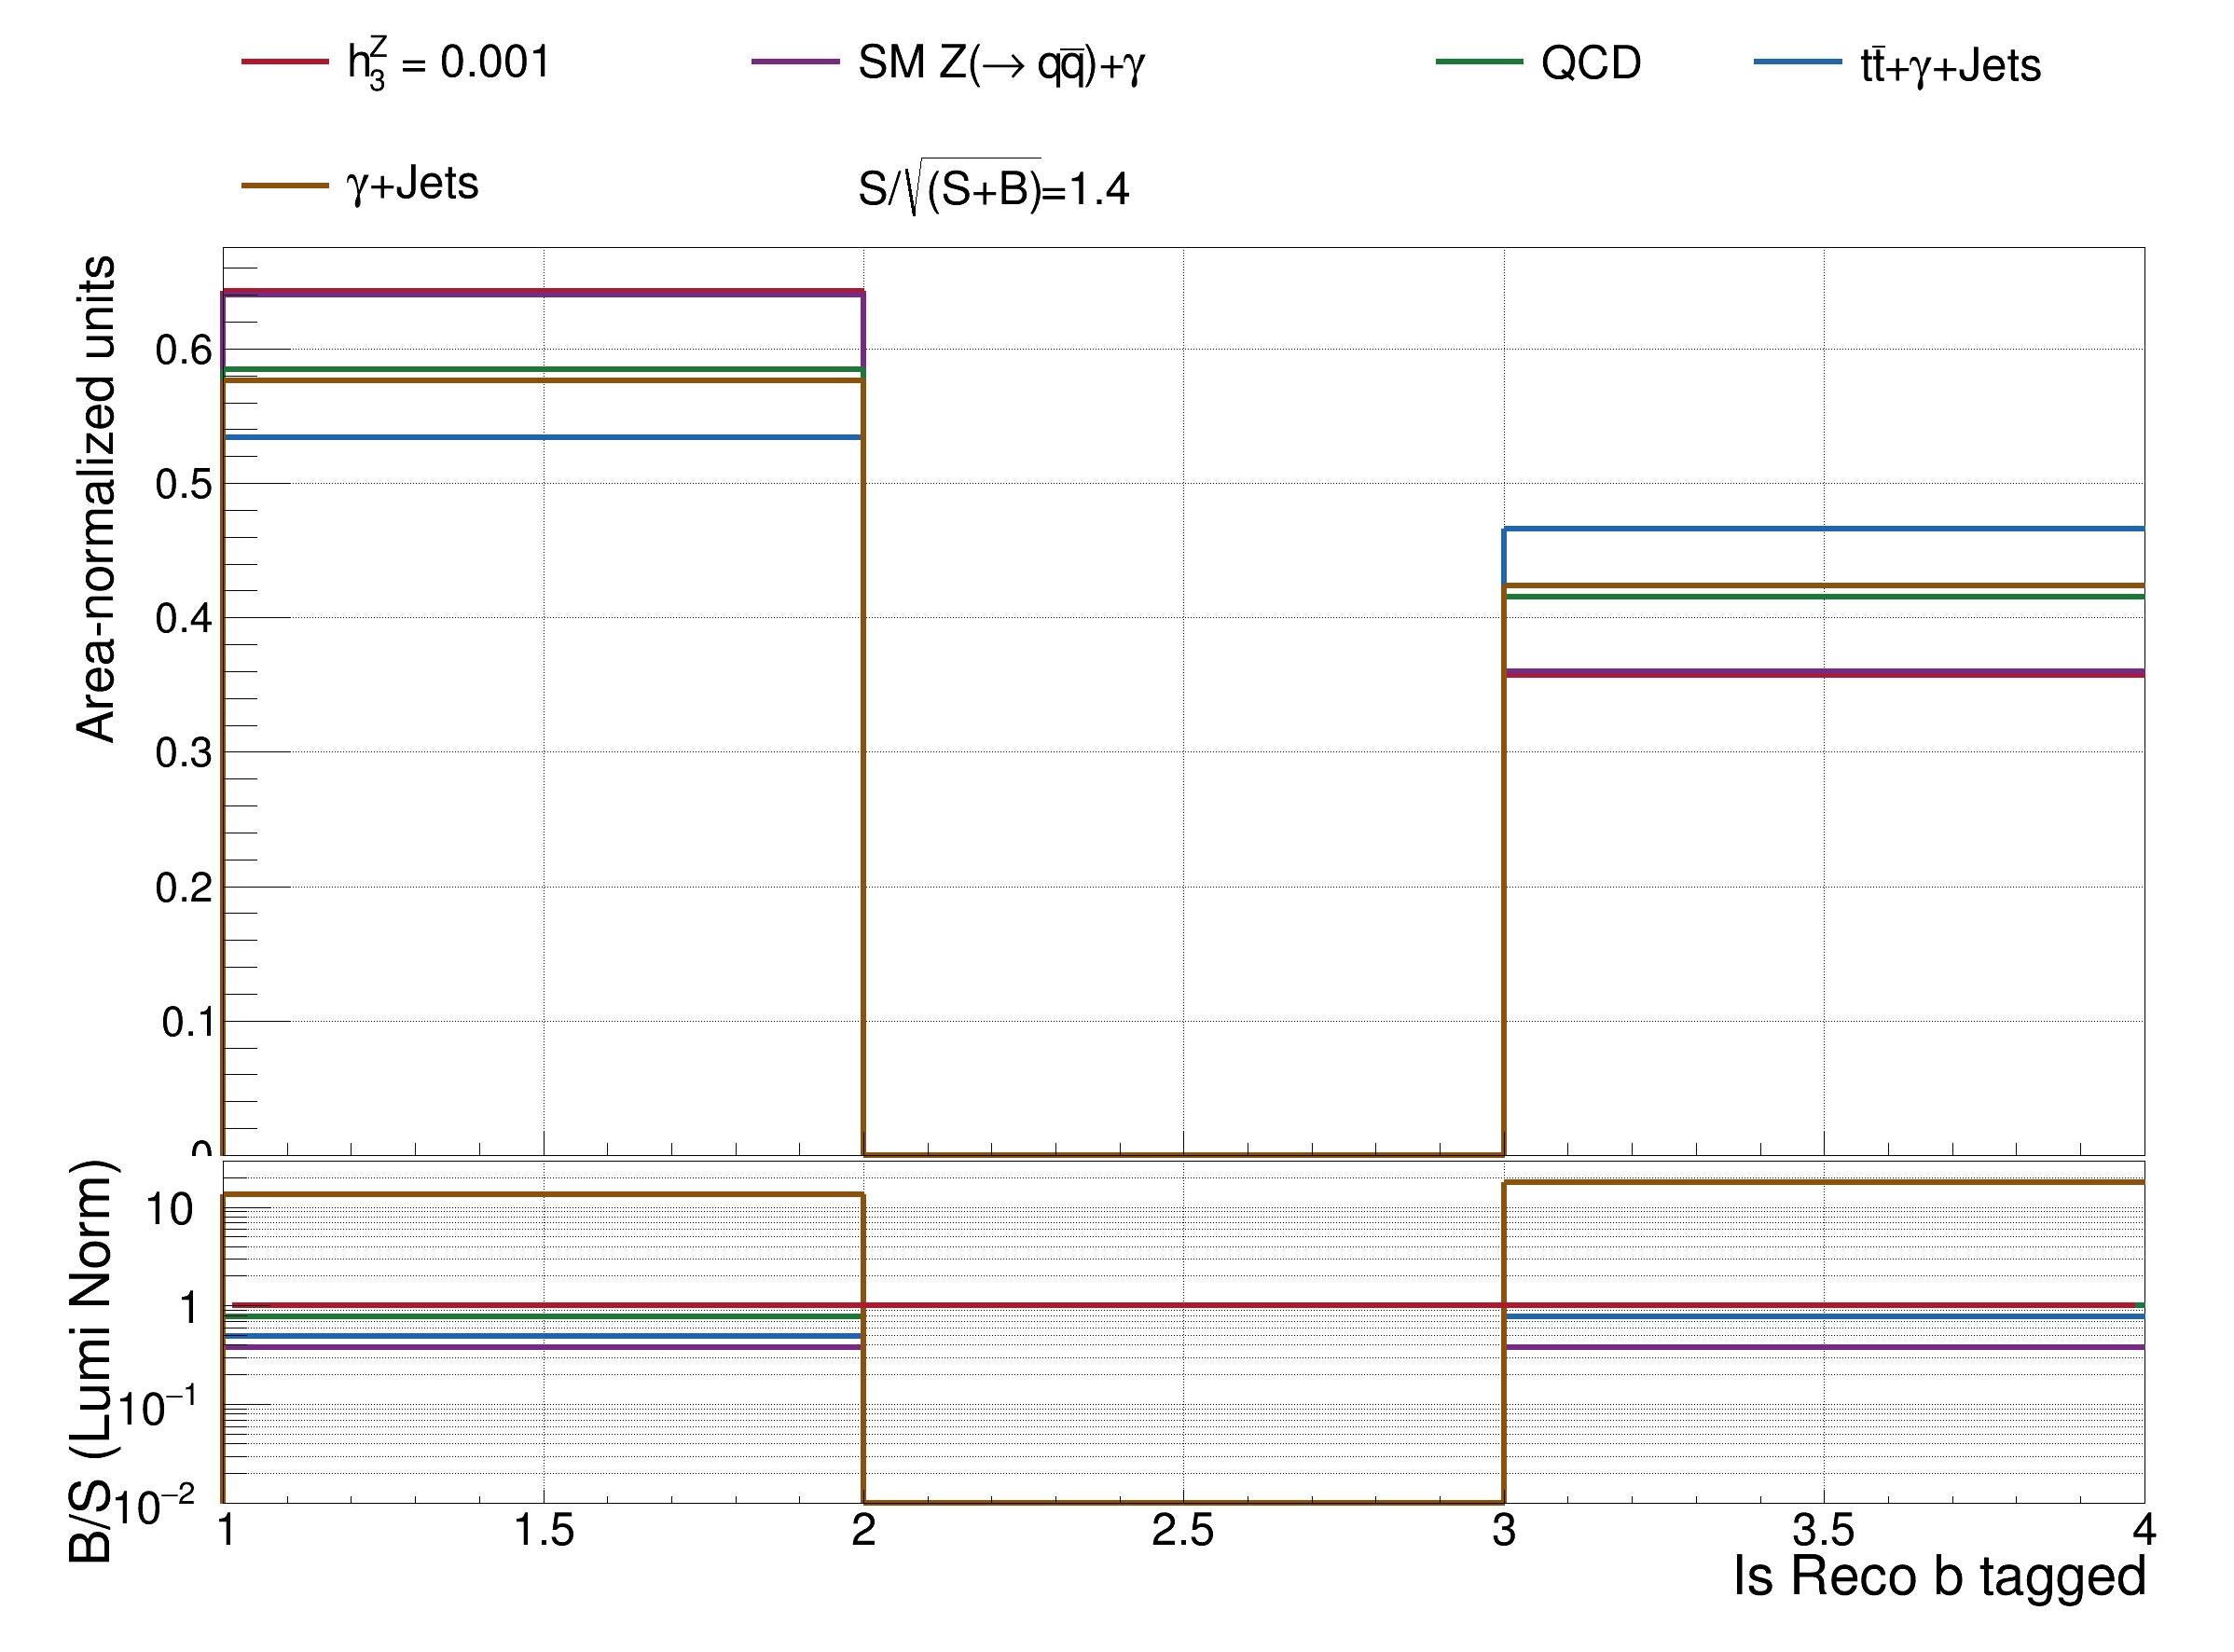 h₃ᶻ = 0.001 SM Z(→ qq̅)+γ QCD tt̅+γ+Jets
γ+Jets S/√(S+B)=1.4
Area-normalized units
0.6
0.5
0.4
0.3
0.2
0.1
0
B/S (Lumi Norm)
10
1
10⁻¹
10⁻²
1 1.5 2 2.5 3 3.5 4
Is Reco b tagged